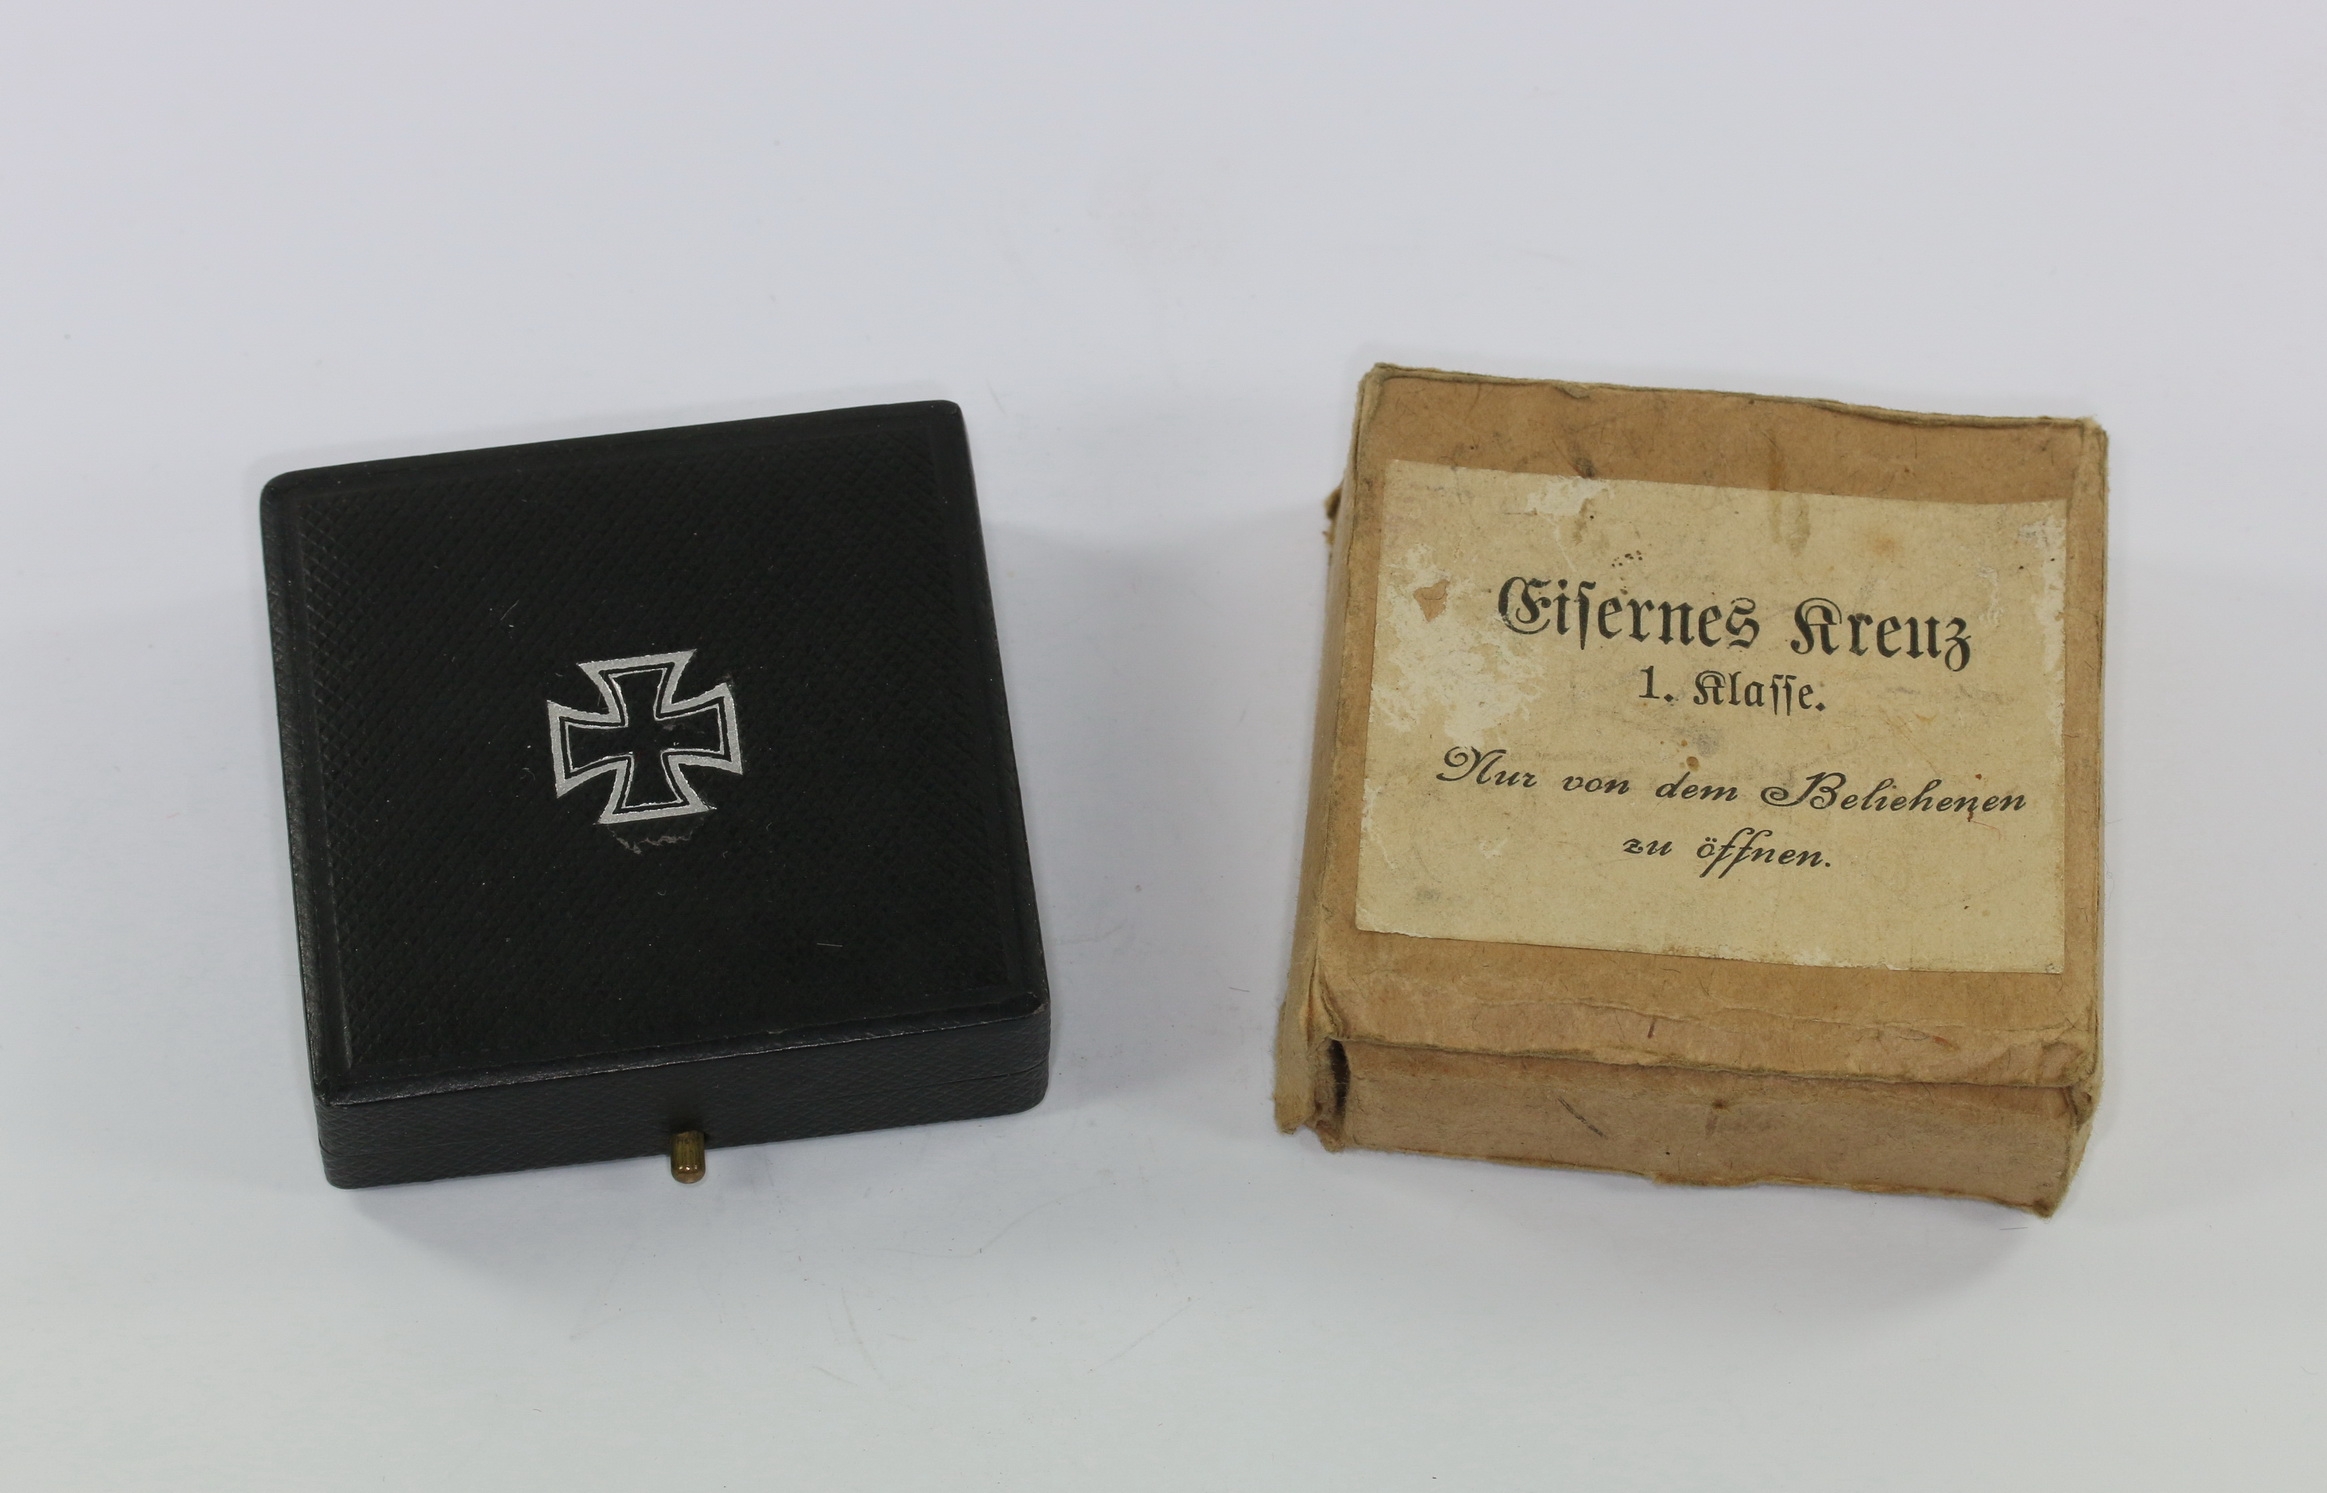 Eiſernes Kreuz
1. Klaſſe.
Nur von dem Beliehenen
zu öffnen.